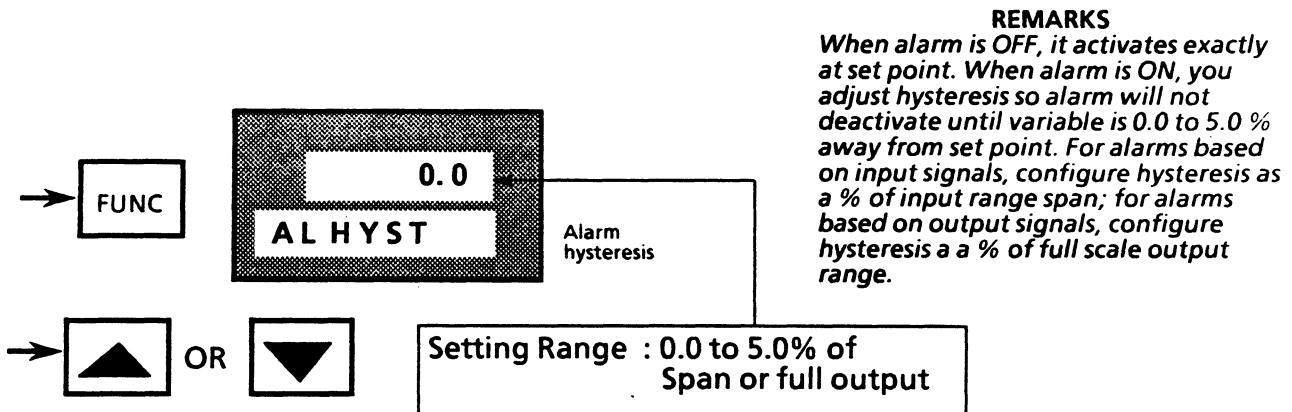 REMARKS
When alarm is OFF, it activates exactly
at set point. When alarm is ON, you
adjust hysteresis so alarm will not
deactivate until variable is 0.0 to 5.0 %
away from set point. For alarms based
on input signals, configure hysteresis as
a % of input range span; for alarms
based on output signals, configure
hysteresis a a % of full scale output
range.
FUNC
0.0
AL HYST
Alarm
hysteresis
OR
Setting Range : 0.0 to 5.0% of
Span or full output